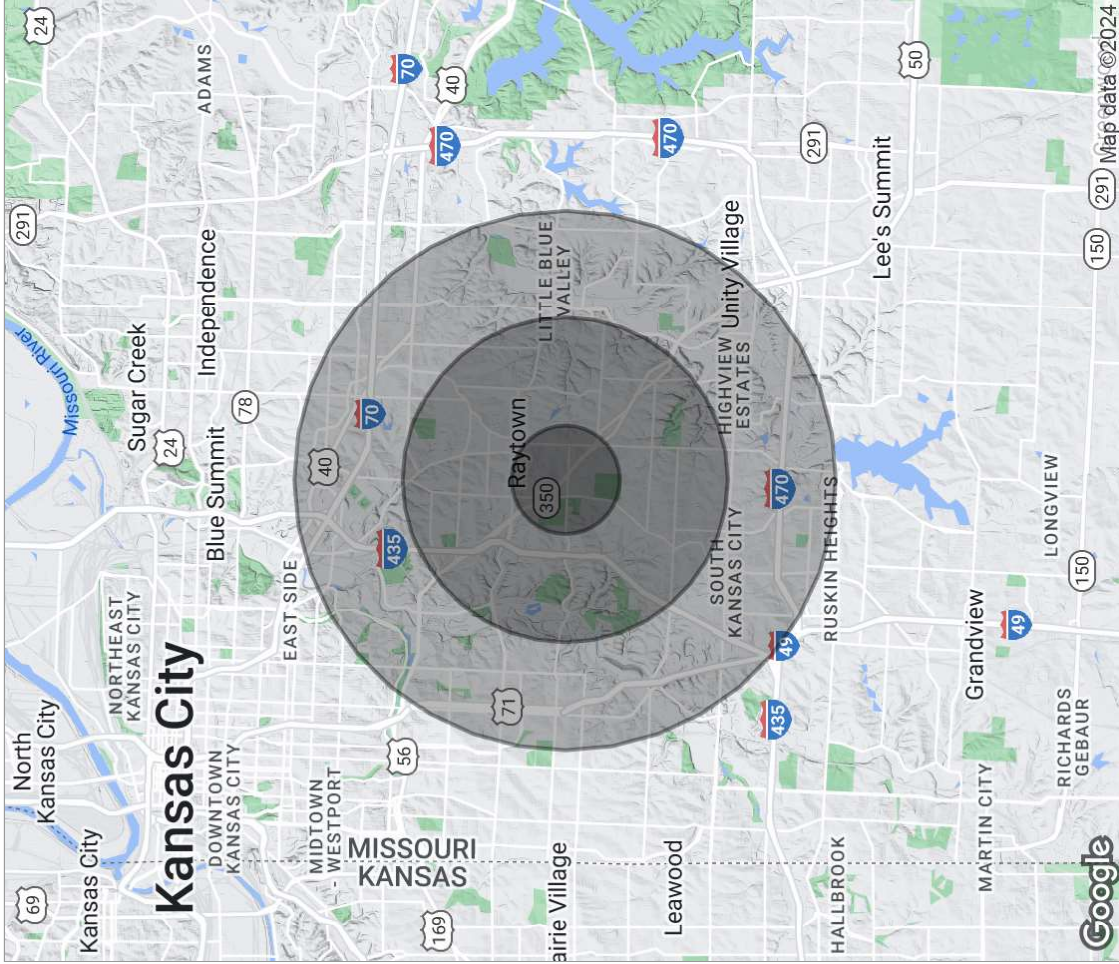 69
Kansas City
North
Kansas City
291
24
Missouri River
NORTHEAST
KANSAS CITY
Sugar Creek
24
Kansas City
Blue Summit
Independence
ADAMS
DOWNTOWN
KANSAS CITY
78
EAST SIDE
MIDTOWN
- WESTPORT
40
MISSOURI
KANSAS
70
435
56
70
169
470
40
71
Raytown
350
LITTLE BLUE
VALLEY
airie Village
Leawood
470
SOUTH
KANSAS CITY
HIGHVIEW
ESTATES
Unity Village
435
49
470
291
HALLBROOK
RUSKIN HEIGHTS
Lee's Summit
50
MARTIN CITY
Grandview
49
LONGVIEW
RICHARDS
GEBAUR
150
150
291
Google
Map data ©2024